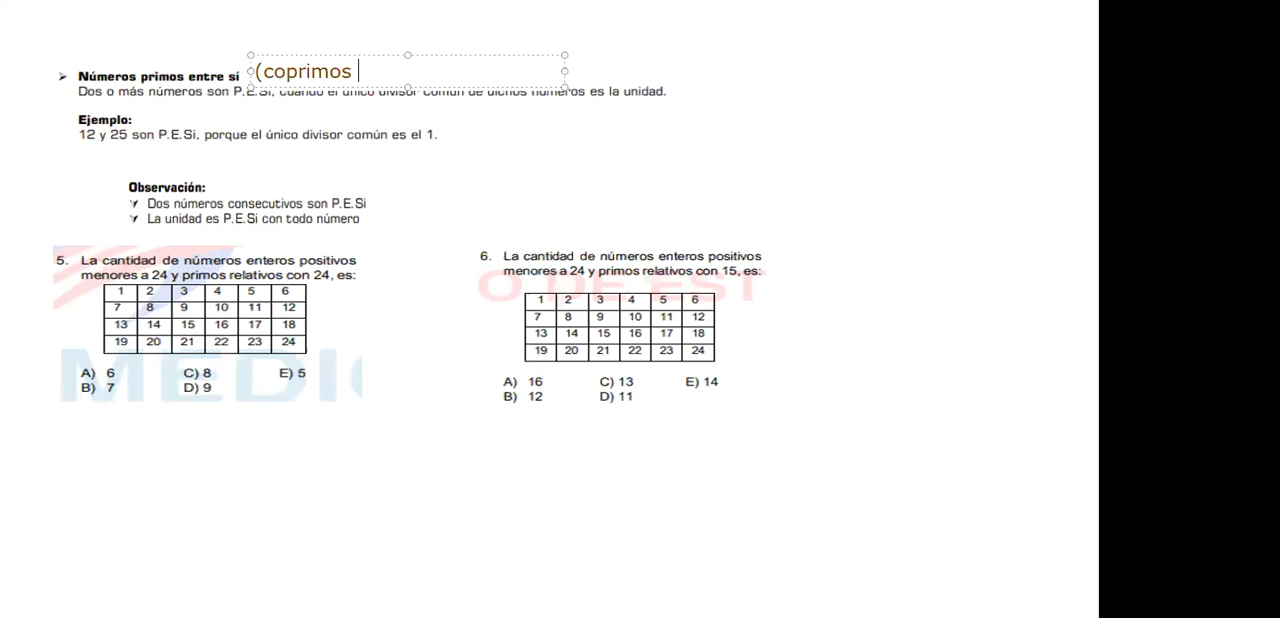 ➢ Números primos entre sí (coprimos
Dos o más números son P.E.Si, cuando el único divisor común de dichos números es la unidad.
Ejemplo:
12 y 25 son P.E.Si, porque el único divisor común es el 1.
Observación:
Dos números consecutivos son P.E.Si
La unidad es P.E.Si con todo número
5. La cantidad de números enteros positivos
menores a 24 y primos relativos con 24, es:
1 2 3 4 5 6
7 8 9 10 11 12
13 14 15 16 17 18
19 20 21 22 23 24
A) 6 C) 8 E) 5
B) 7 D) 9
MEDIC
6. La cantidad de números enteros positivos
menores a 24 y primos relativos con 15, es:
O DE EST
1 2 3 4 5 6
7 8 9 10 11 12
13 14 15 16 17 18
19 20 21 22 23 24
A) 16 C) 13 E) 14
B) 12 D) 11